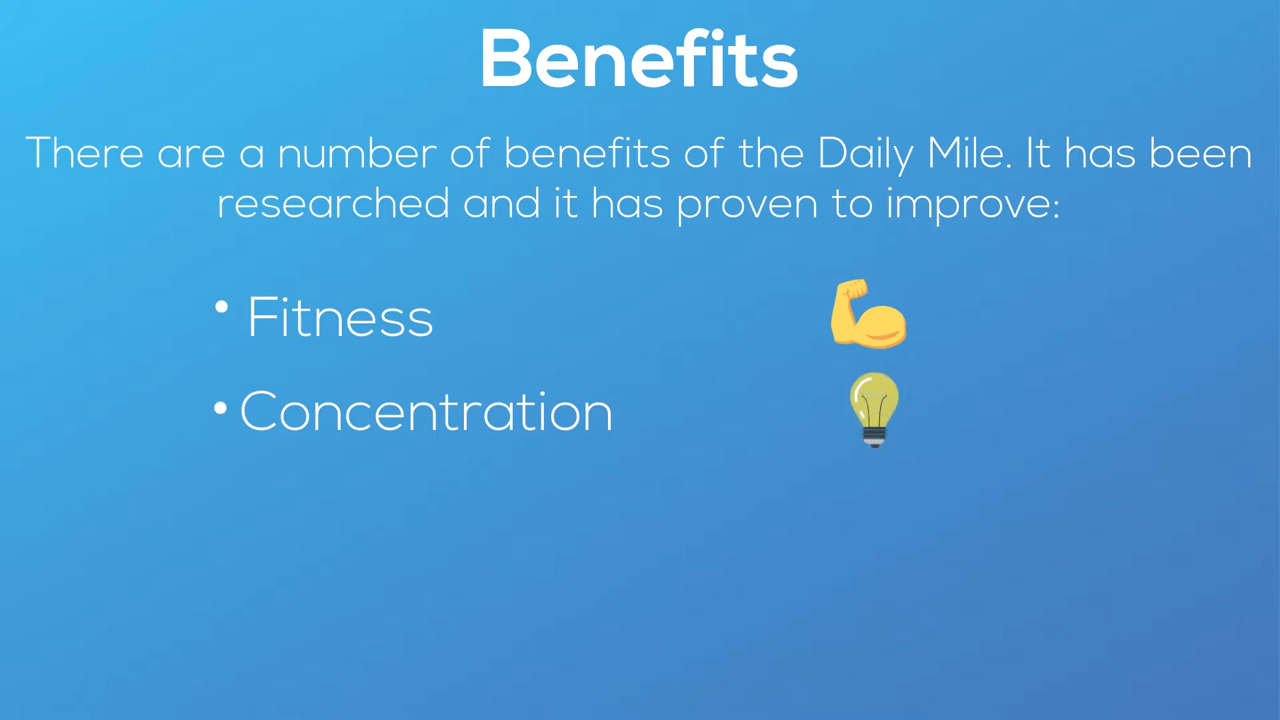 Benefits
There are a number of benefits of the Daily Mile. It has been
researched and it has proven to improve:
• Fitness
• Concentration